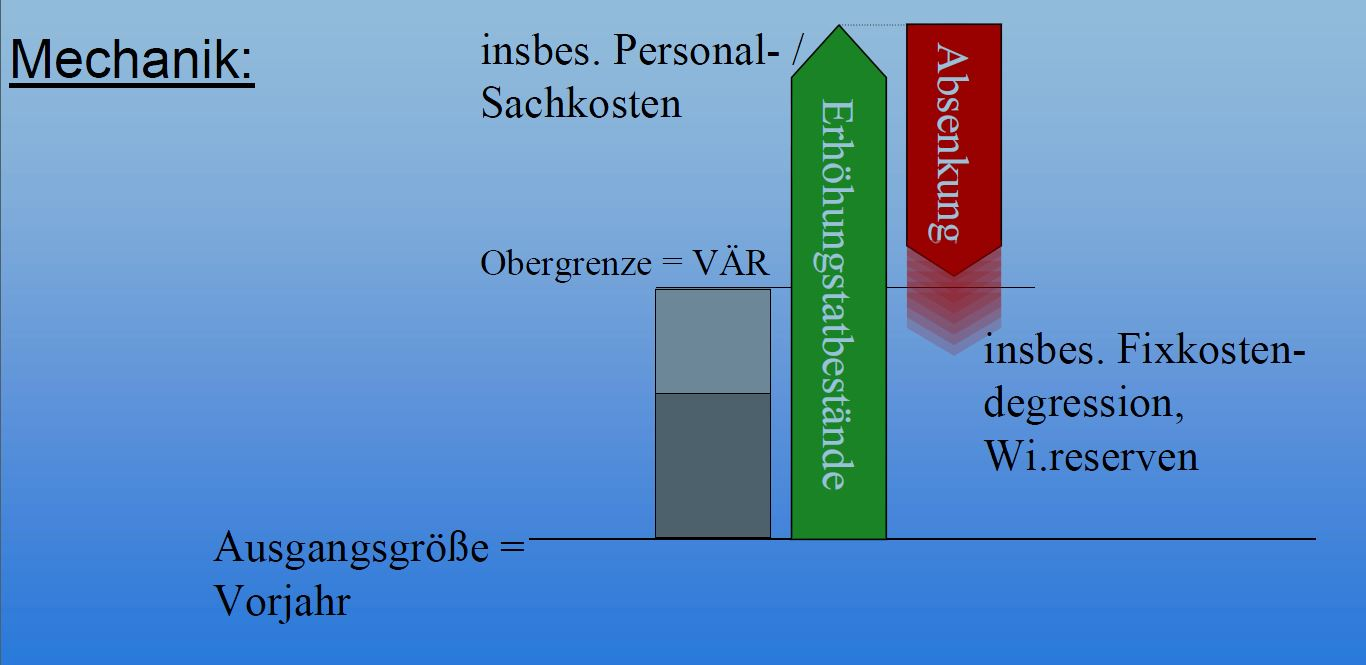 Mechanik:
insbes. Personal- /
Sachkosten
Erhöhungstatbestände
Absenkung
Obergrenze = VÄR
insbes. Fixkosten-
degression,
Wi.reserven
Ausgangsgröße =
Vorjahr